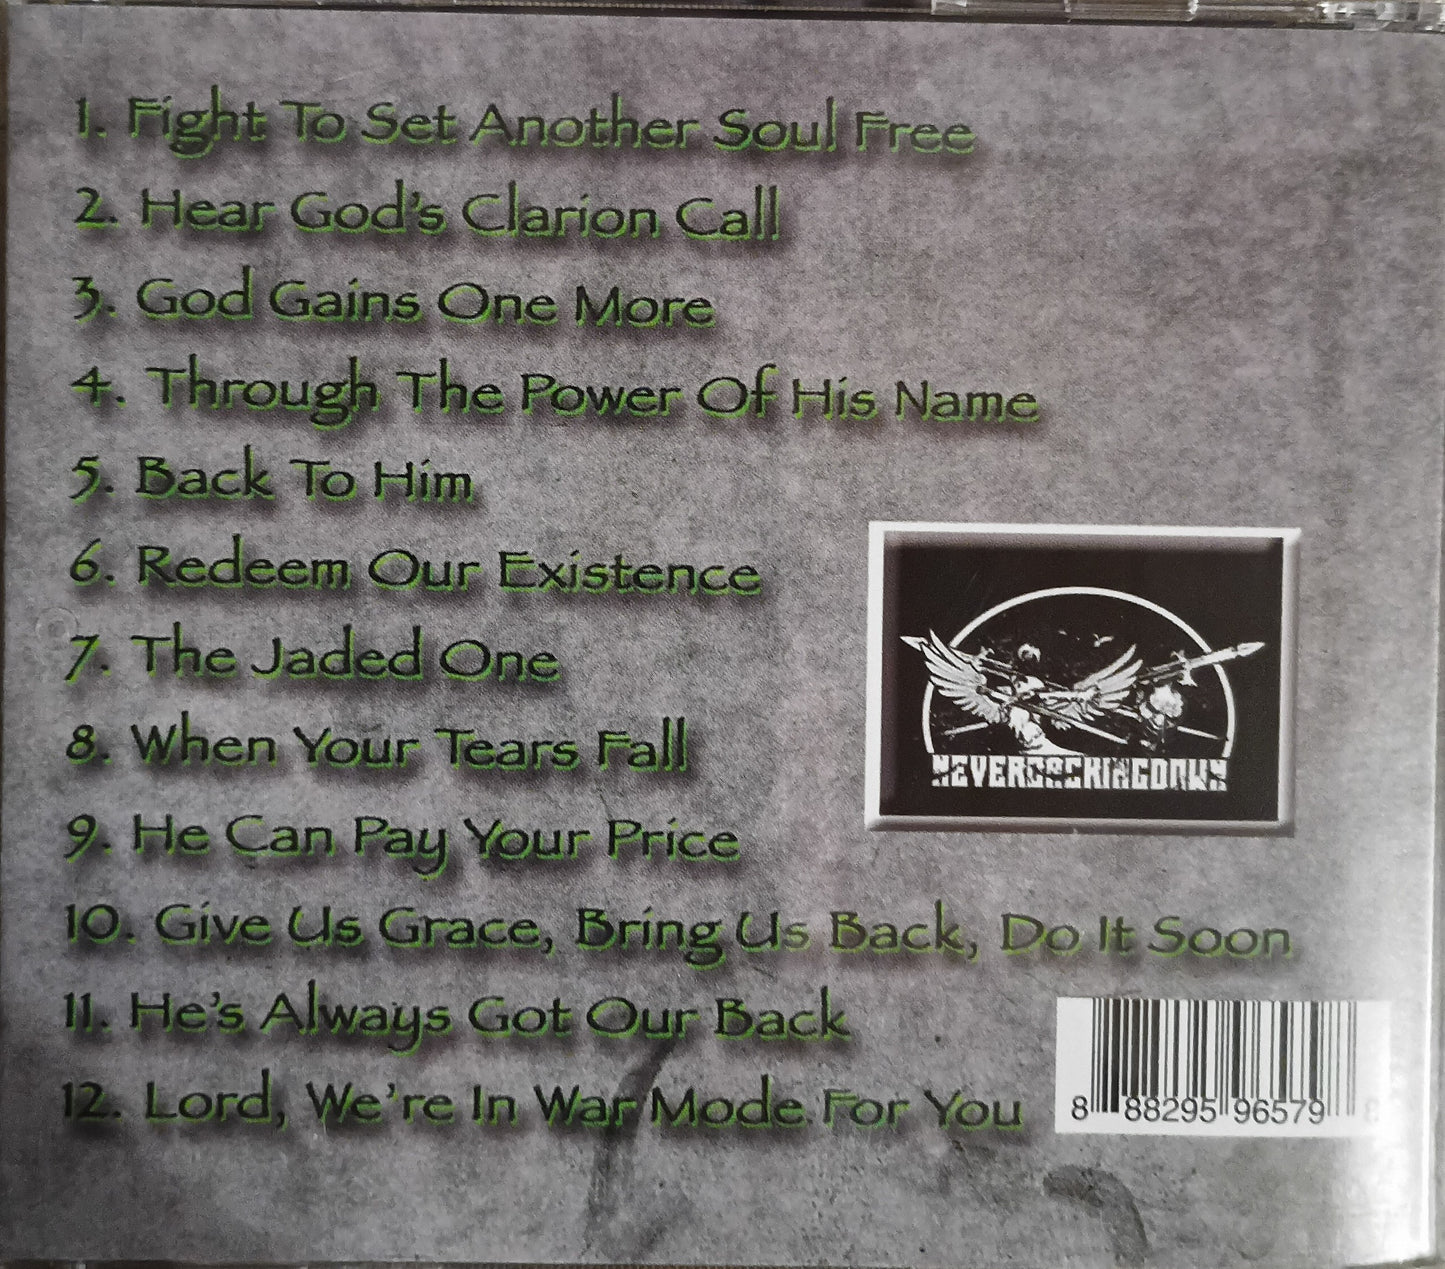 1. Fight To Set Another Soul Free
2. Hear God's Clarion Call
3. God Gains One More
4. Through The Power Of His Name
5. Back To Him
6. Redeem Our Existence
7. The Jaded One
8. When Your Tears Fall
NEVERBACKINGDOWN
9. He Can Pay Your Price
10. Give Us Grace, Bring Us Back, Do It Soon
11. He's Always Got Our Back
12. Lord, We're In War Mode For You
8 88295 96579 8